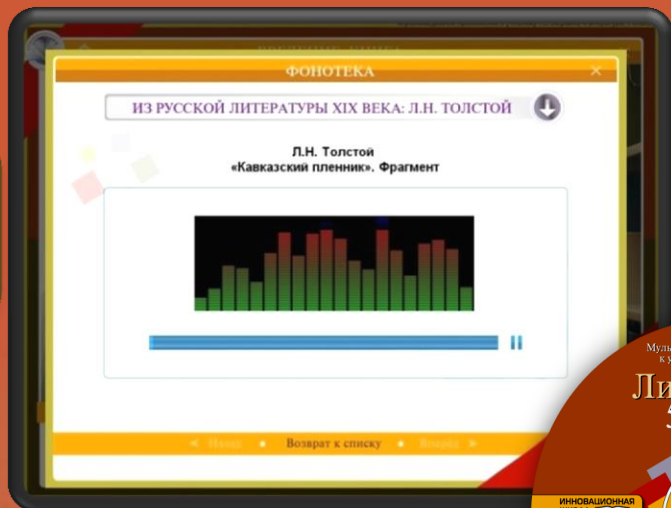 ФОНОТЕКА
ИЗ РУССКОЙ ЛИТЕРАТУРЫ XIX ВЕКА: Л.Н. ТОЛСТОЙ
Л.Н. Толстой
«Кавказский пленник». Фрагмент
Назад • Возврат к списку • Вперед
ИННОВАЦИОННАЯ